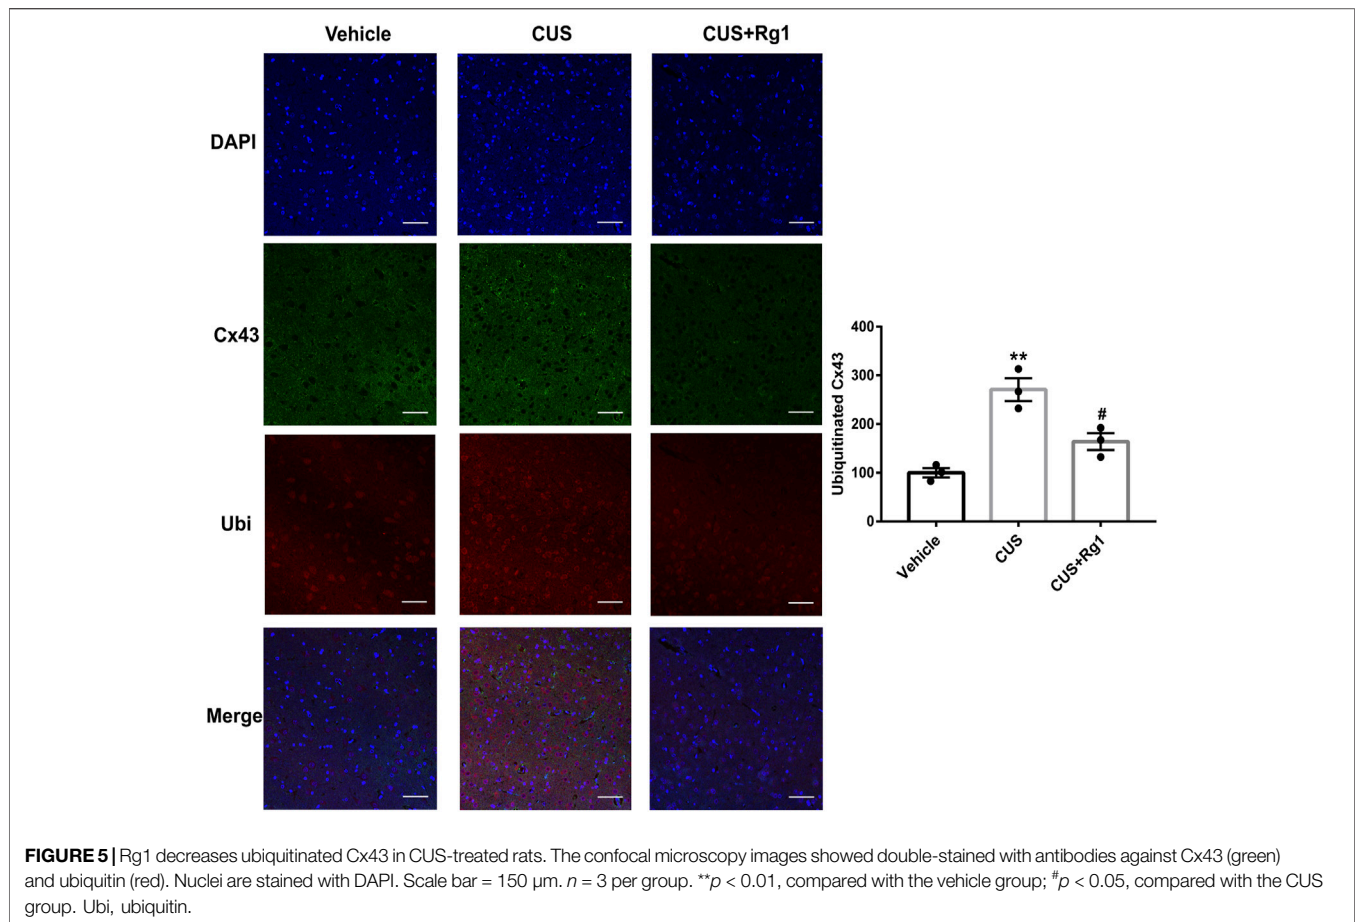 Vehicle CUS CUS+Rg1
DAPI
Cx43
Ubi
Merge
Ubiquitinated Cx43
400
300
200
100
0
**
#
Vehicle CUS CUS+Rg1
FIGURE 5 | Rg1 decreases ubiquitinated Cx43 in CUS-treated rats. The confocal microscopy images showed double-stained with antibodies against Cx43 (green)
and ubiquitin (red). Nuclei are stained with DAPI. Scale bar = 150 μm. n = 3 per group. **p < 0.01, compared with the vehicle group; #p < 0.05, compared with the CUS
group. Ubi, ubiquitin.